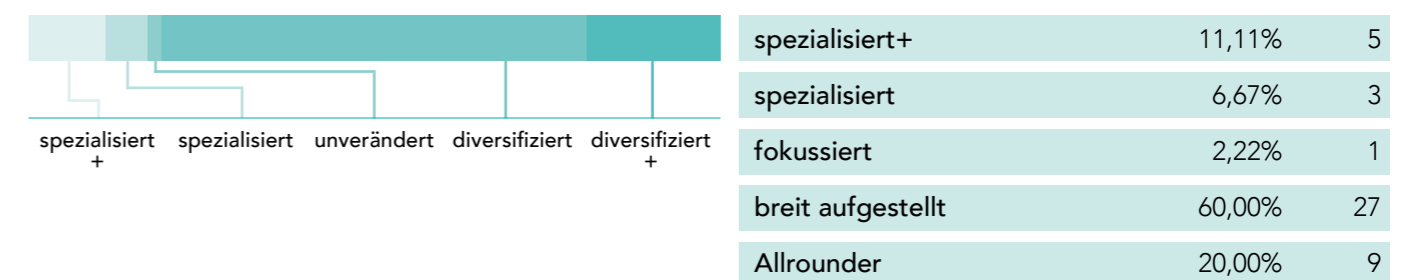 spezialisiert
+
spezialisiert
unverändert
diversifiziert
diversifiziert
+
spezialisiert+ 11,11% 5
spezialisiert 6,67% 3
fokussiert 2,22% 1
breit aufgestellt 60,00% 27
Allrounder 20,00% 9